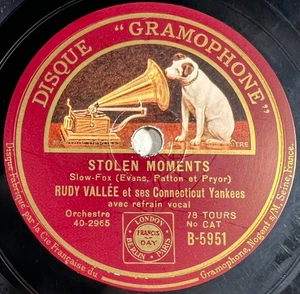 DISQUE "GRAMOPHONE"
STOLEN MOMENTS
Slow-Fox (Evans, Patton et Pryor)
RUDY VALLÉE et ses Connecticut Yankees
avec refrain vocal
Orchestre
40-2965
LONDON
FRANCIS
DAY
BERLIN PARIS
78 TOURS
No CAT
B-5951
Disque Fabriqué par la Cie Française du Gramophone, Nogent s/M. Seine. France.